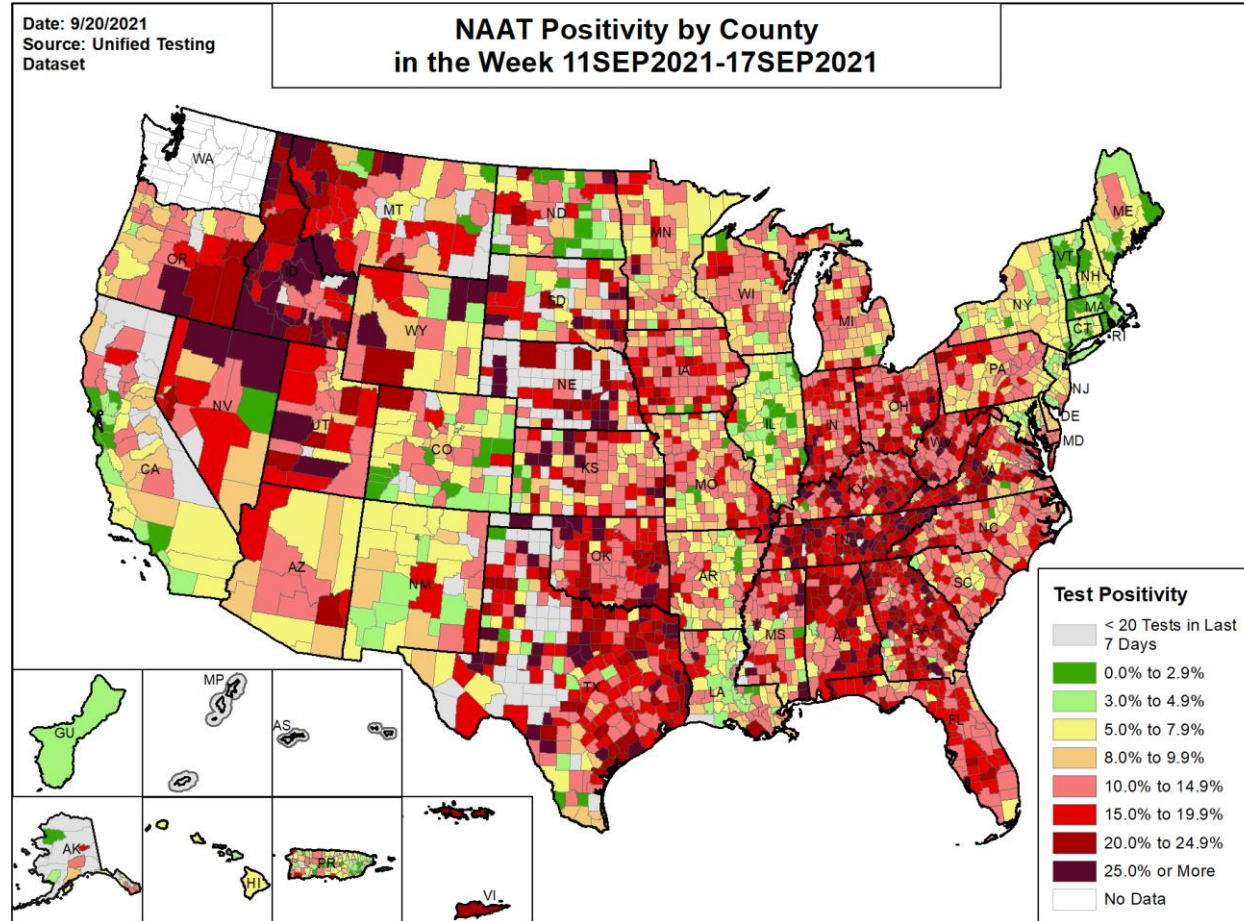 Date: 9/20/2021
Source: Unified Testing
Dataset
NAAT Positivity by County
in the Week 11SEP2021-17SEP2021
WA
MT
ND
MN
ME
OR
ID
SD
WI
MI
VT
NH
NY
MA
CT
RI
WY
IA
NE
PA
NJ
NV
UT
CO
IL
IN
OH
DE
MD
CA
KS
MO
WV
KY
VA
AZ
NM
OK
AR
TN
NC
SC
TX
LA
MS
AL
GA
FL
GU
MP
AS
AK
HI
PR
VI
Test Positivity
< 20 Tests in Last
7 Days
0.0% to 2.9%
3.0% to 4.9%
5.0% to 7.9%
8.0% to 9.9%
10.0% to 14.9%
15.0% to 19.9%
20.0% to 24.9%
25.0% or More
No Data